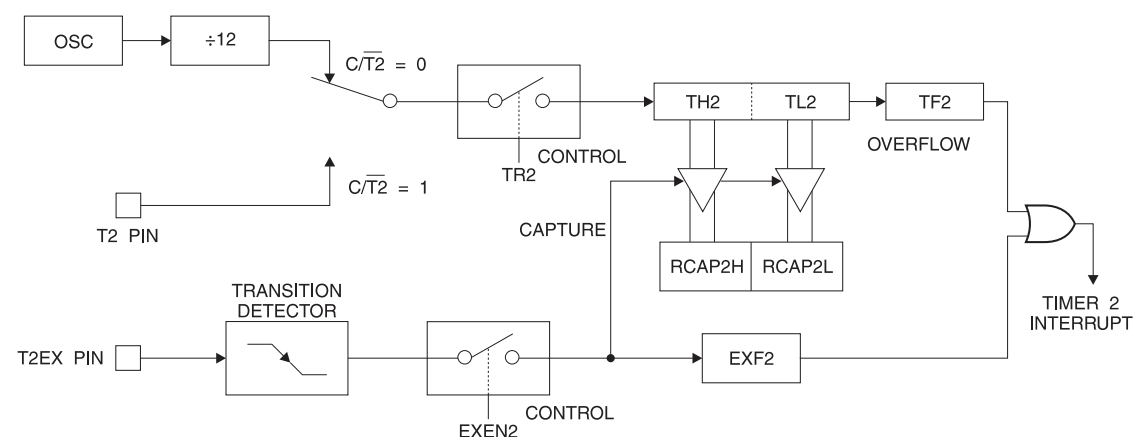 OSC
÷12
C/T2̅ = 0
TH2
TL2
TF2
OVERFLOW
CONTROL
TR2
C/T2̅ = 1
T2 PIN
CAPTURE
RCAP2H
RCAP2L
TRANSITION
DETECTOR
TIMER 2
INTERRUPT
T2EX PIN
EXF2
CONTROL
EXEN2